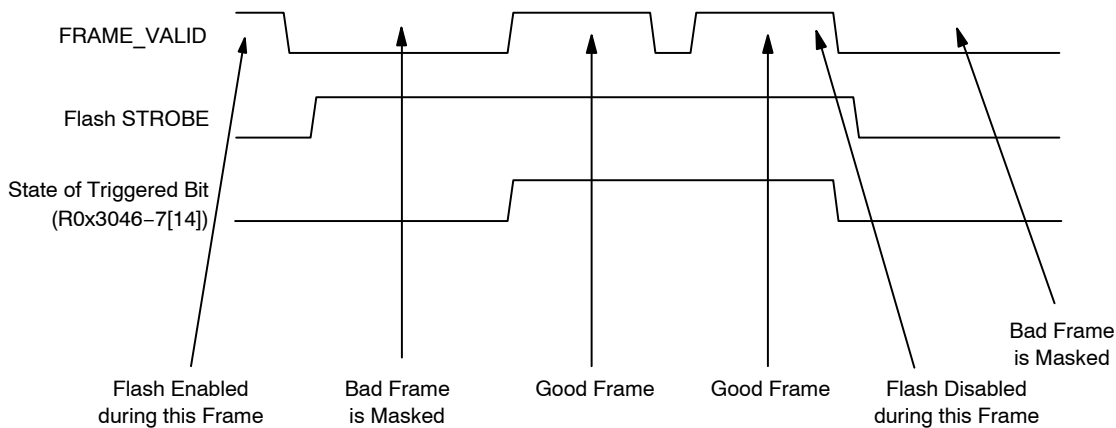 FRAME_VALID
Flash STROBE
State of Triggered Bit
(R0x3046−7[14])
Flash Enabled
during this Frame
Bad Frame
is Masked
Good Frame
Good Frame
Flash Disabled
during this Frame
Bad Frame
is Masked